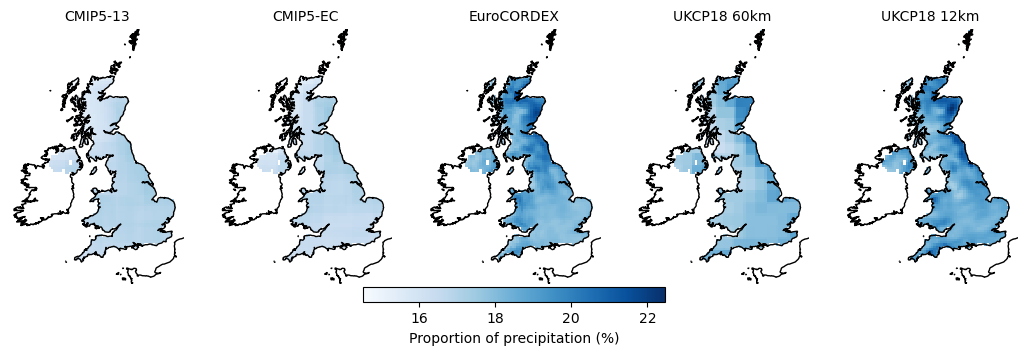 CMIP5-13
CMIP5-EC
EuroCORDEX
UKCP18 60km
UKCP18 12km
16
18
20
22
Proportion of precipitation (%)